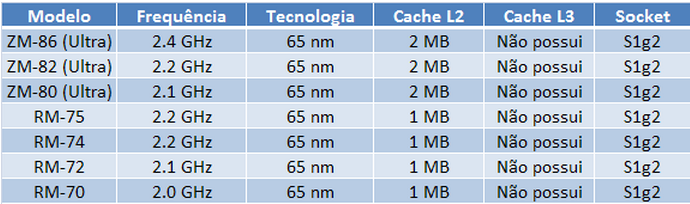 Modelo Frequência Tecnologia Cache L2 Cache L3 Socket
ZM-86 (Ultra) 2.4 GHz 65 nm 2 MB Não possui S1g2
ZM-82 (Ultra) 2.2 GHz 65 nm 2 MB Não possui S1g2
ZM-80 (Ultra) 2.1 GHz 65 nm 2 MB Não possui S1g2
RM-75 2.2 GHz 65 nm 1 MB Não possui S1g2
RM-74 2.2 GHz 65 nm 1 MB Não possui S1g2
RM-72 2.1 GHz 65 nm 1 MB Não possui S1g2
RM-70 2.0 GHz 65 nm 1 MB Não possui S1g2